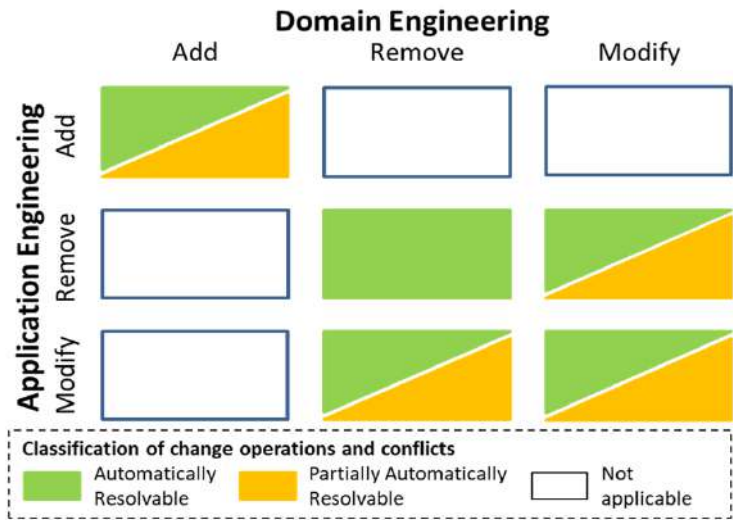 Domain Engineering
Add Remove Modify
Application Engineering
Add
Remove
Modify
Classification of change operations and conflicts
Automatically Resolvable
Partially Automatically Resolvable
Not applicable